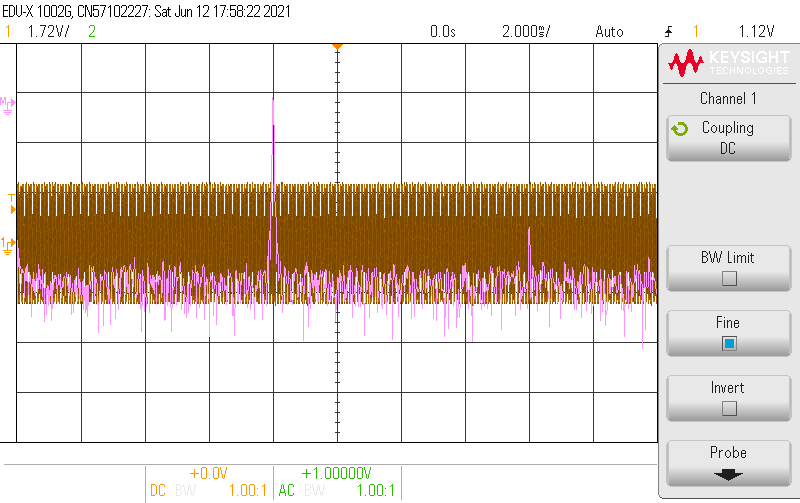 EDU-X 1002G, CN57102227: Sat Jun 12 17:58:22 2021
1 1.72V/ 2 0.0s 2.000s/ Auto 1 1.12V
KEYSIGHT
TECHNOLOGIES
Channel 1
Coupling
DC
M
T
1
BW Limit
Fine
Invert
Probe
+0.0V +1.00000V
DC BW 1.00:1 AC BW 1.00:1